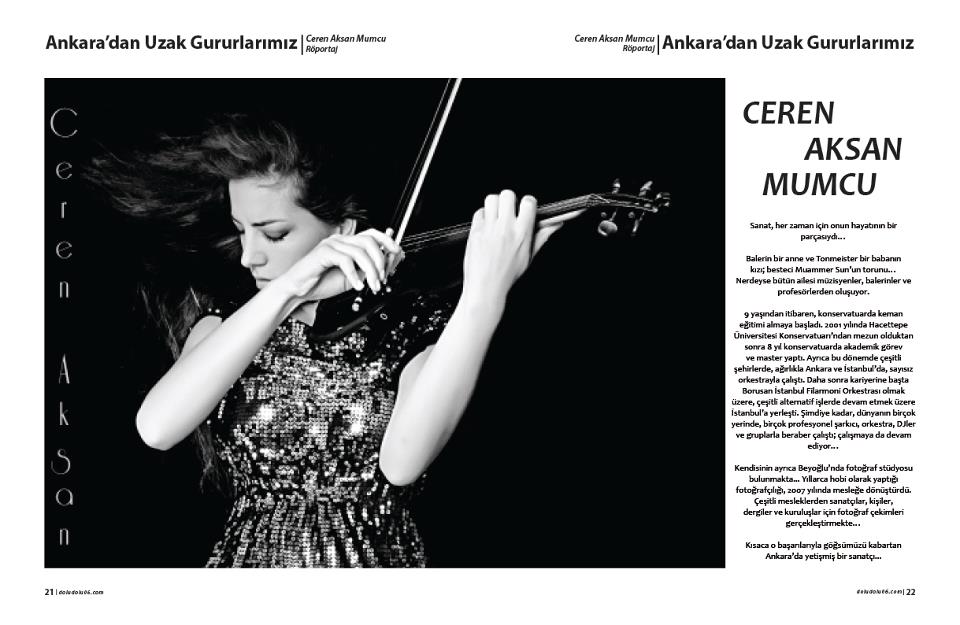 Ankara’dan Uzak Gururlarımız | Ceren Aksan Mumcu
Röportaj
Ceren Aksan Mumcu
Röportaj | Ankara’dan Uzak Gururlarımız
Ceren Aksan
CEREN
AKSAN
MUMCU
Sanat, her zaman için onun hayatının bir
parçasıydı...
Balerin bir anne ve Tonmeister bir babanın
kızı; besteci Muammer Sun’un torunu...
Nerdeyse bütün ailesi müzisyenler, balerinler ve
profesörlerden oluşuyor.
9 yaşından itibaren, konservatuarda keman
eğitimi almaya başladı. 2001 yılında Hacettepe
Üniversitesi Konservatuarı’ndan mezun olduktan
sonra 8 yıl konservatuarda akademik görev
ve master yaptı. Ayrıca bu dönemde çeşitli
şehirlerde, ağırlıkla Ankara ve İstanbul’da, sayısız
orkestrayla çalıştı. Daha sonra kariyerine başta
Borusan İstanbul Filarmoni Orkestrası olmak
üzere, çeşitli alternatif işlerde devam etmek üzere
İstanbul’a yerleşti. Şimdiye kadar, dünyanın birçok
yerinde, birçok profesyonel şarkıcı, orkestra, DJler
ve gruplarla beraber çalıştı; çalışmaya da devam
ediyor...
Kendisinin ayrıca Beyoğlu’nda fotoğraf stüdyosu
bulunmakta... Yıllarca hobi olarak yaptığı
fotoğrafçılığı, 2007 yılında mesleğe dönüştürdü.
Çeşitli mesleklerden sanatçılar, kişiler,
dergiler ve kuruluşlar için fotoğraf çekimleri
gerçekleştirmekte...
Kısaca o başarılarıyla göğsümüzü kabartan
Ankara’da yetişmiş bir sanatçı...
21 | doludolu06.com
doludolu06.com | 22